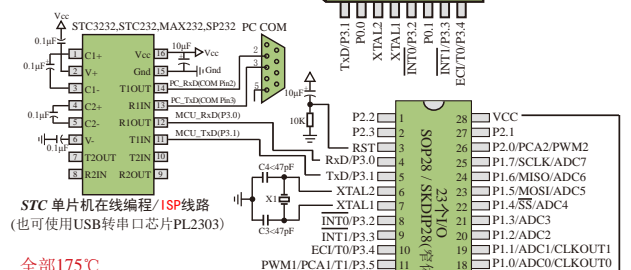 Vcc
STC3232,STC232,MAX232,SP232
PC COM
0.1μF
0.1μF
0.1μF
0.1μF
10μF
Vcc
Gnd
1 C1+ Vcc 16
2 V+ Gnd 15
3 C1- T1OUT 14
4 C2+ R1IN 13
5 C2- R1OUT 12
6 V- T1IN 11
7 T2OUT T2IN 10
8 R2IN R2OUT 9
PC_RxD(COM Pin2)
PC_TxD(COM Pin3)
MCU_RxD(P3.0)
MCU_TxD(P3.1)
2
3
5
STC 单片机在线编程/ISP线路
(也可使用USB转串口芯片PL2303)
全部175℃
TxD/P3.1
P0.0
XTAL2
XTAL1
INT0/P3.2
P0.1
INT1/P3.3
ECI/T0/P3.4
10μF
10K
C4<47pF
X1
C3<47pF
P2.2 1
P2.3 2
RST 3
RxD/P3.0 4
TxD/P3.1 5
XTAL2 6
XTAL1 7
INT0/P3.2 8
INT1/P3.3 9
ECI/T0/P3.4 10
PWM1/PCA1/T1/P3.5 11
SOP28 / SKDIP28
23个I/O
28 VCC
27 P2.1
26 P2.0/PCA2/PWM2
25 P1.7/SCLK/ADC7
24 P1.6/MISO/ADC6
23 P1.5/MOSI/ADC5
22 P1.4/SS/ADC4
21 P1.3/ADC3
20 P1.2/ADC2
19 P1.1/ADC1/CLKOUT1
18 P1.0/ADC0/CLKOUT0